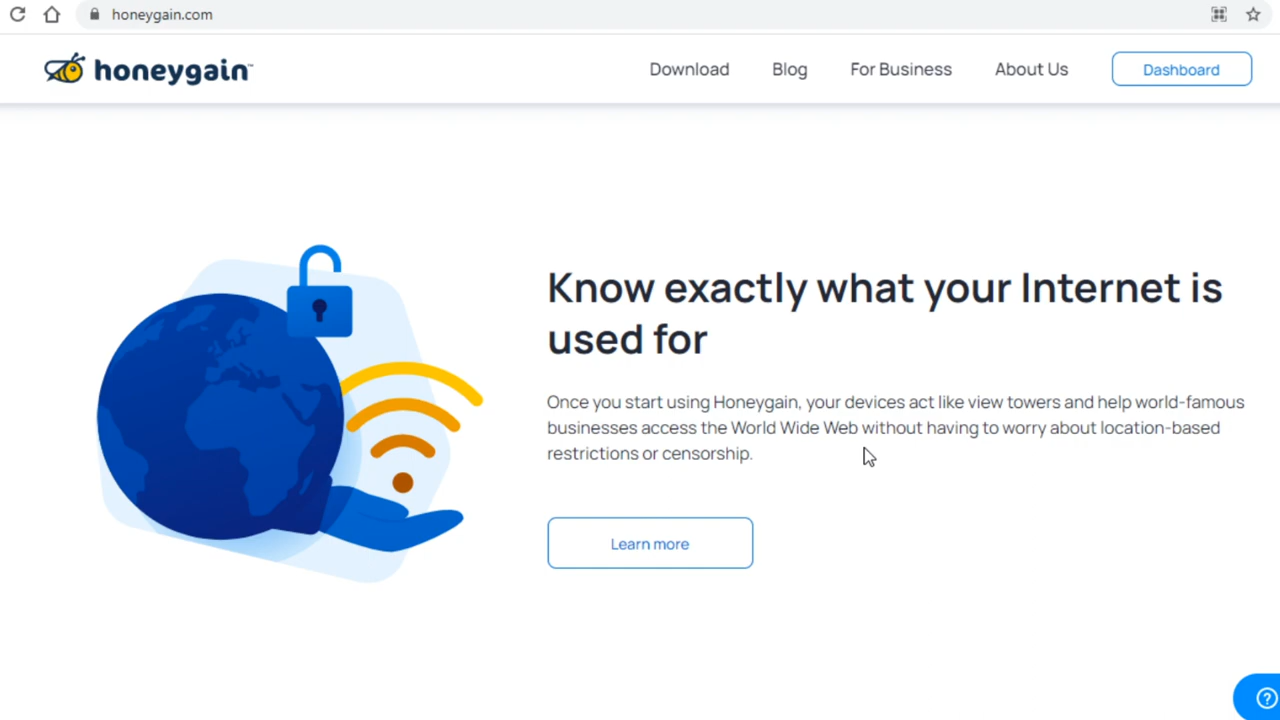 honeygain.com
honeygain™
Download Blog For Business About Us Dashboard
Know exactly what your Internet is
used for
Once you start using Honeygain, your devices act like view towers and help world-famous
businesses access the World Wide Web without having to worry about location-based
restrictions or censorship.
Learn more
?